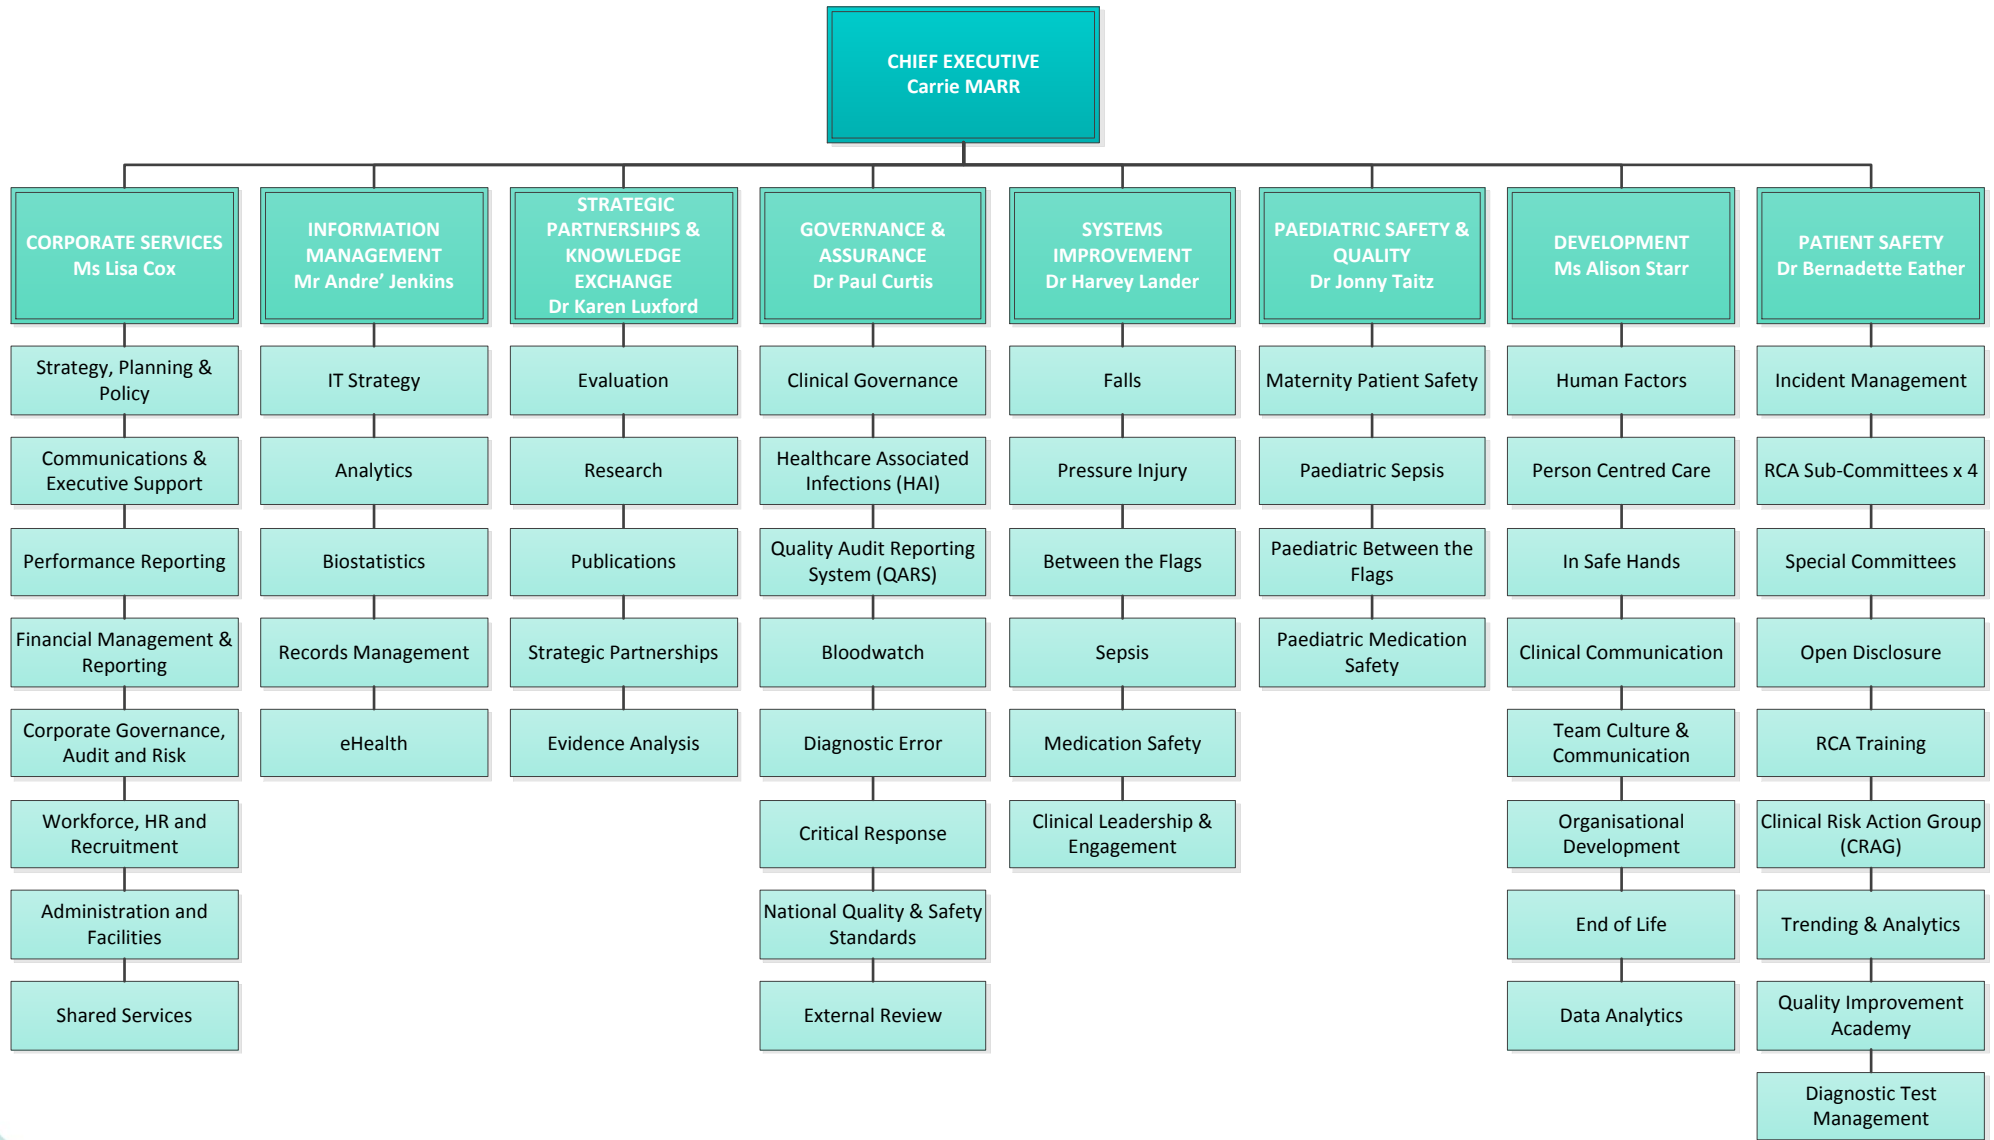 CHIEF EXECUTIVE
Carrie MARR
CORPORATE SERVICES
Ms Lisa Cox
Strategy, Planning &
Policy
Communications &
Executive Support
Performance Reporting
Financial Management &
Reporting
Corporate Governance,
Audit and Risk
Workforce, HR and
Recruitment
Administration and
Facilities
Shared Services
INFORMATION
MANAGEMENT
Mr Andre’ Jenkins
IT Strategy
Analytics
Biostatistics
Records Management
eHealth
STRATEGIC
PARTNERSHIPS &
KNOWLEDGE
EXCHANGE
Dr Karen Luxford
Evaluation
Research
Publications
Strategic Partnerships
Evidence Analysis
GOVERNANCE &
ASSURANCE
Dr Paul Curtis
Clinical Governance
Healthcare Associated
Infections (HAI)
Quality Audit Reporting
System (QARS)
Bloodwatch
Diagnostic Error
Critical Response
National Quality & Safety
Standards
External Review
SYSTEMS
IMPROVEMENT
Dr Harvey Lander
Falls
Pressure Injury
Between the Flags
Sepsis
Medication Safety
Clinical Leadership &
Engagement
PAEDIATRIC SAFETY &
QUALITY
Dr Jonny Taitz
Maternity Patient Safety
Paediatric Sepsis
Paediatric Between the
Flags
Paediatric Medication
Safety
DEVELOPMENT
Ms Alison Starr
Human Factors
Person Centred Care
In Safe Hands
Clinical Communication
Team Culture &
Communication
Organisational
Development
End of Life
Data Analytics
PATIENT SAFETY
Dr Bernadette Eather
Incident Management
RCA Sub-Committees x 4
Special Committees
Open Disclosure
RCA Training
Clinical Risk Action Group
(CRAG)
Trending & Analytics
Quality Improvement
Academy
Diagnostic Test
Management